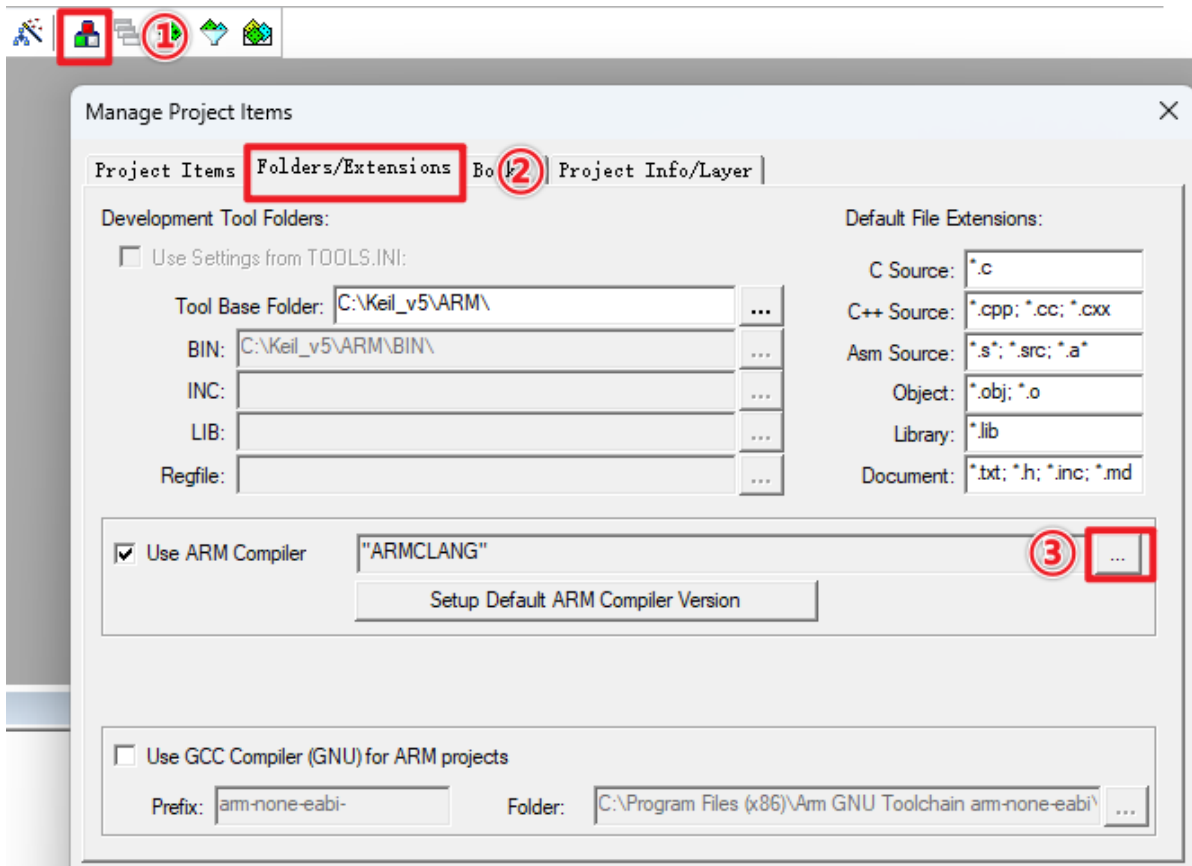 ①
Manage Project Items
Project Items Folders/Extensions ② Project Info/Layer
Development Tool Folders:
Default File Extensions:
Use Settings from TOOLS.INI:
C Source: *.c
Tool Base Folder: C:\Keil_v5\ARM\ ...
C++ Source: *.cpp; *.cc; *.cxx
BIN: C:\Keil_v5\ARM\BIN\ ...
Asm Source: *.s*; *.src; *.a*
INC: ...
Object: *.obj; *.o
LIB: ...
Library: *.lib
Regfile: ...
Document: *.txt; *.h; *.inc; *.md
Use ARM Compiler "ARMCLANG" ③ ...
Setup Default ARM Compiler Version
Use GCC Compiler (GNU) for ARM projects
Prefix: arm-none-eabi- Folder: C:\Program Files (x86)\Arm GNU Toolchain arm-none-eabi\ ...